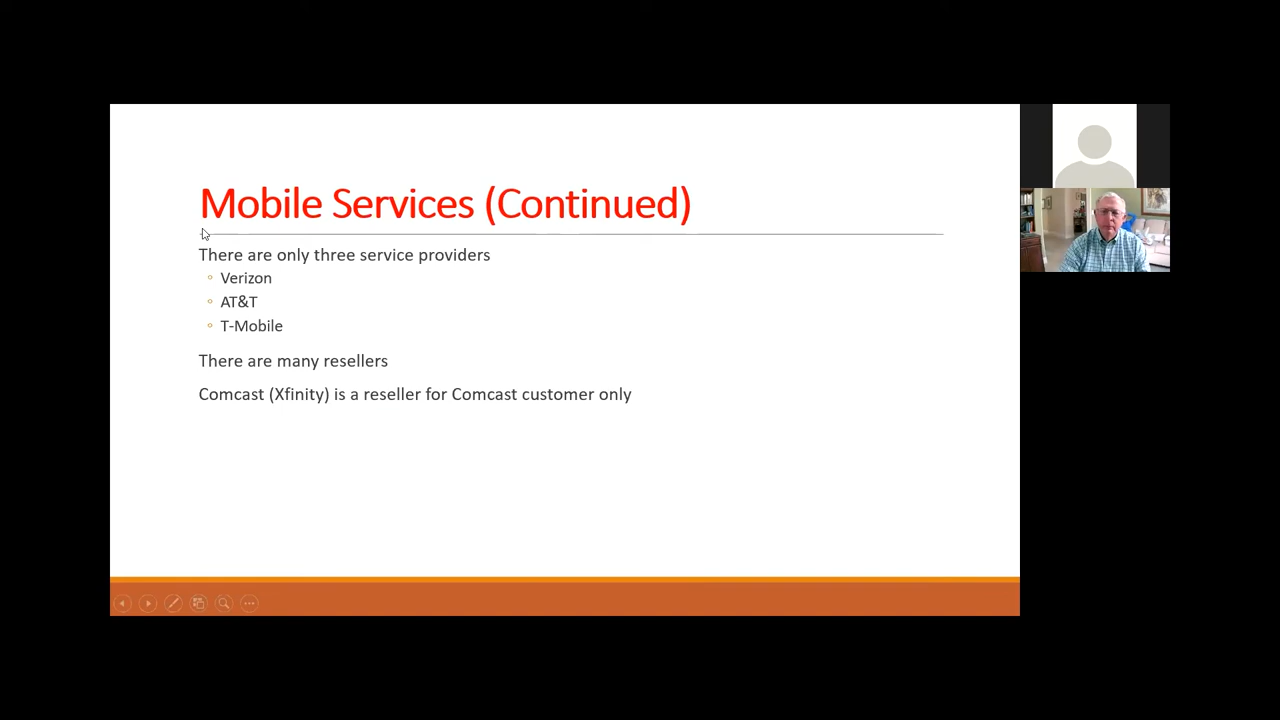 Mobile Services (Continued)
There are only three service providers
Verizon
AT&T
T-Mobile
There are many resellers
Comcast (Xfinity) is a reseller for Comcast customer only